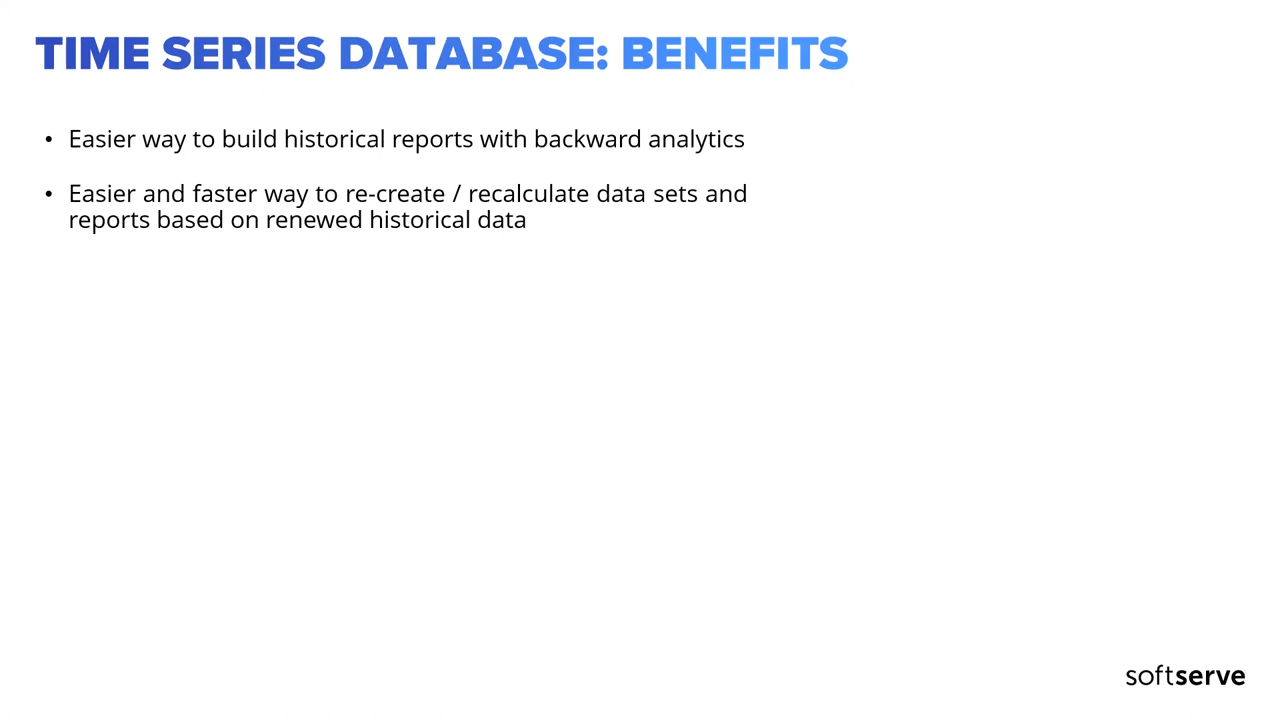 TIME SERIES DATABASE: BENEFITS
• Easier way to build historical reports with backward analytics
• Easier and faster way to re-create / recalculate data sets and
reports based on renewed historical data
softserve